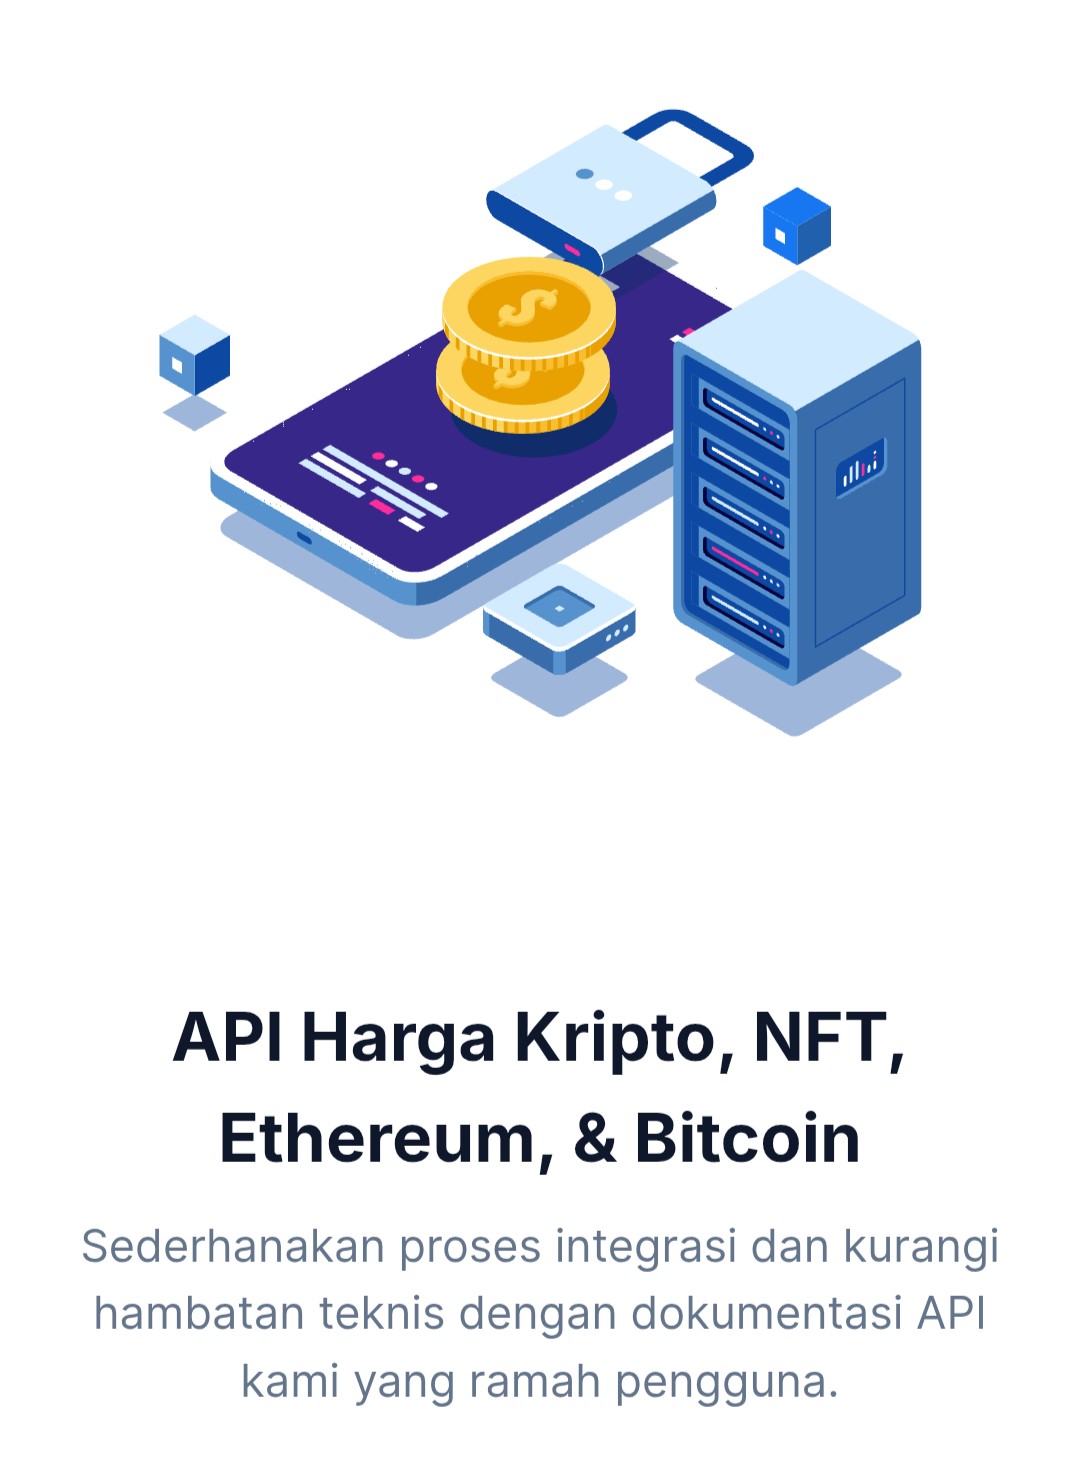 API Harga Kripto, NFT,
Ethereum, & Bitcoin
Sederhanakan proses integrasi dan kurangi
hambatan teknis dengan dokumentasi API
kami yang ramah pengguna.